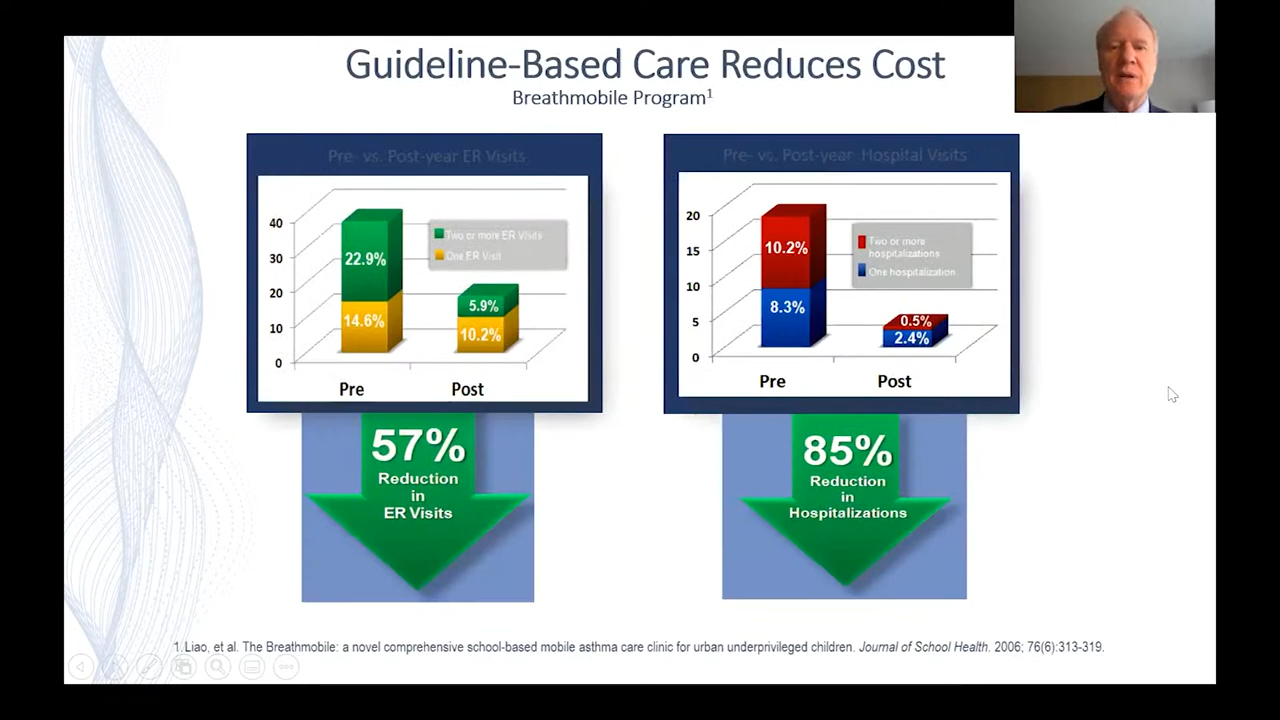 Guideline-Based Care Reduces Cost
Breathmobile Program1
Pre- vs. Post-year ER Visits
40
30
20
10
0
22.9%
14.6%
5.9%
10.2%
Two or more ER Visits
One ER Visit
Pre
Post
57%
Reduction
in
ER Visits
Pre- vs. Post-year Hospital Visits
20
15
10
5
0
10.2%
8.3%
0.5%
2.4%
Two or more
hospitalizations
One hospitalization
Pre
Post
85%
Reduction
in
Hospitalizations
1.Liao, et al. The Breathmobile: a novel comprehensive school-based mobile asthma care clinic for urban underprivileged children. Journal of School Health. 2006; 76(6):313-319.